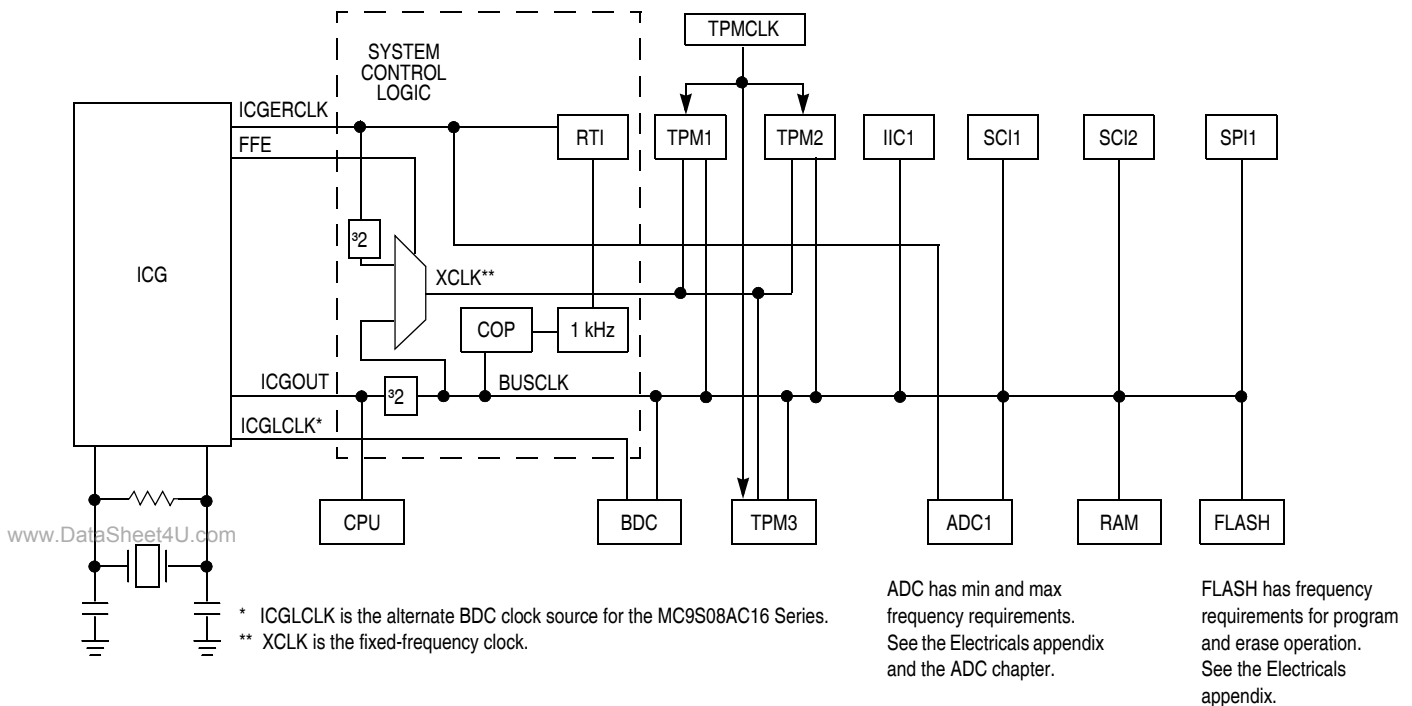 TPMCLK
SYSTEM
CONTROL
LOGIC
ICGERCLK
FFE
RTI
TPM1
TPM2
IIC1
SCI1
SCI2
SPI1
³2
ICG
XCLK**
COP
1 kHz
ICGOUT
³2
BUSCLK
ICGLCLK*
CPU
BDC
TPM3
ADC1
RAM
FLASH
www.DataSheet4U.com
* ICGLCLK is the alternate BDC clock source for the MC9S08AC16 Series.
** XCLK is the fixed-frequency clock.
ADC has min and max
frequency requirements.
See the Electricals appendix
and the ADC chapter.
FLASH has frequency
requirements for program
and erase operation.
See the Electricals
appendix.